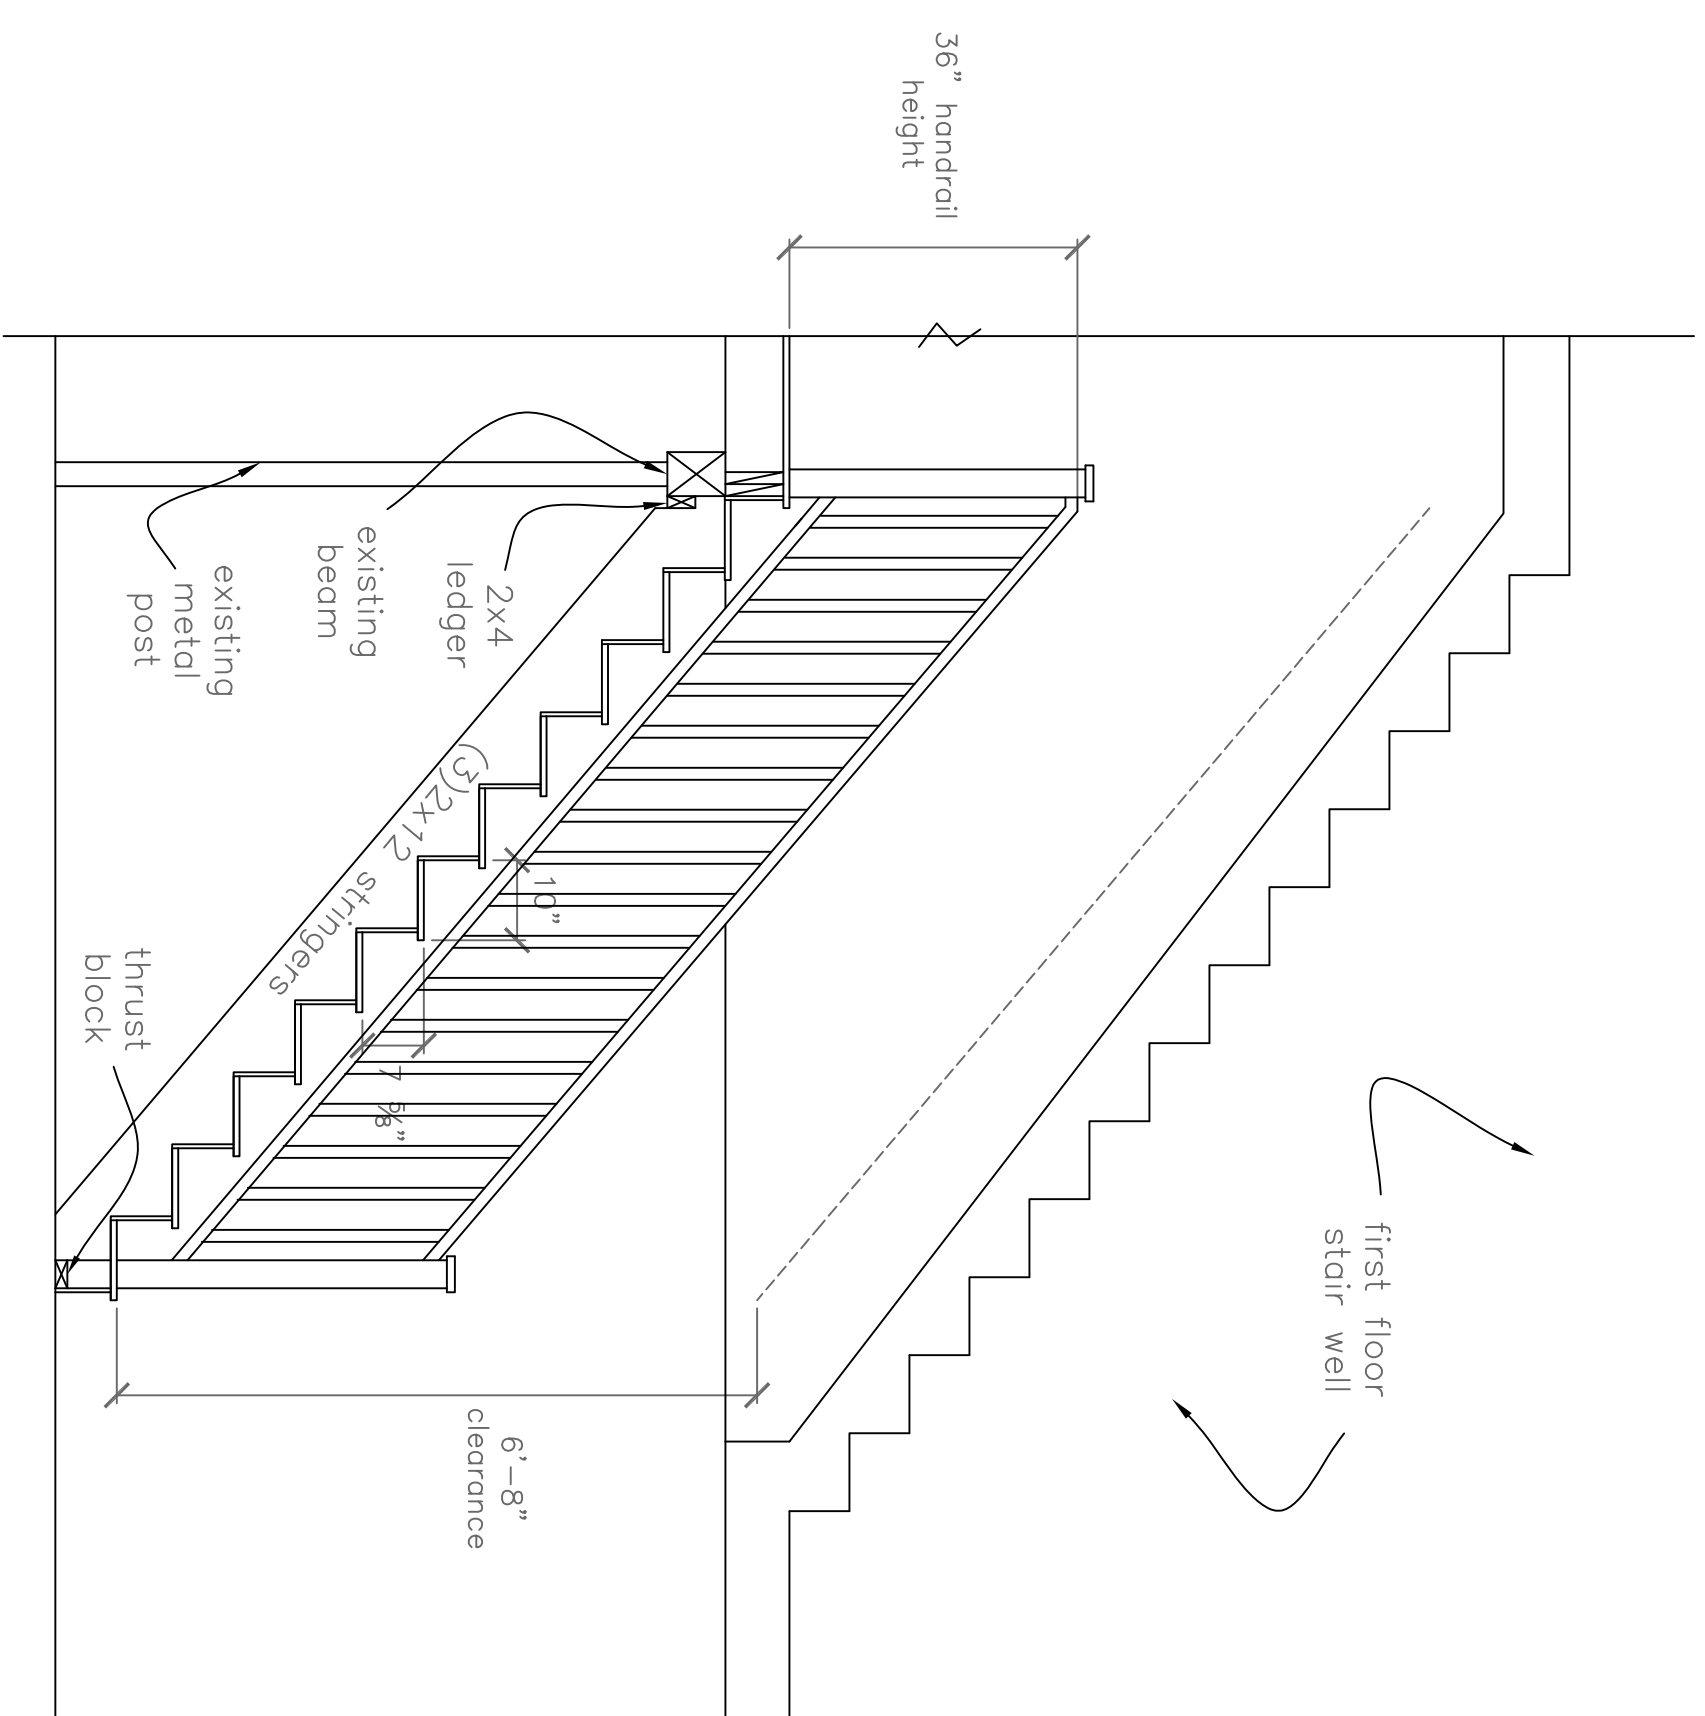 36" handrail
height
first floor
stair well
2x4
ledger
existing
beam
existing
metal
post
(3)2x12 stringers
10"
7 5/8"
thrust
block
6'-8"
clearance